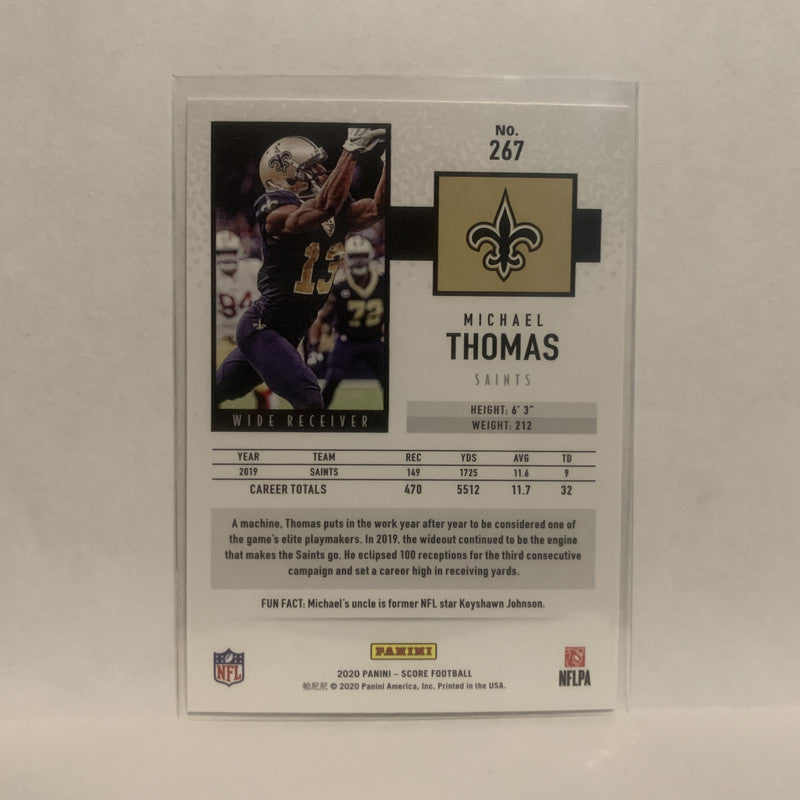 No.
267
13
94
72
WIDE RECEIVER
MICHAEL
THOMAS
SAINTS
HEIGHT: 6' 3"
WEIGHT: 212
YEAR TEAM REC YDS AVG TD
2019 SAINTS 149 1725 11.6 9
CAREER TOTALS 470 5512 11.7 32
A machine, Thomas puts in the work year after year to be considered one of
the game's elite playmakers. In 2019, the wideout continued to be the engine
that makes the Saints go. He eclipsed 100 receptions for the third consecutive
campaign and set a career high in receiving yards.
FUN FACT: Michael's uncle is former NFL star Keyshawn Johnson.
PANINI
NFL
2020 PANINI – SCORE FOOTBALL
帕尼尼 © 2020 Panini America, Inc. Printed in the USA.
NFLPA